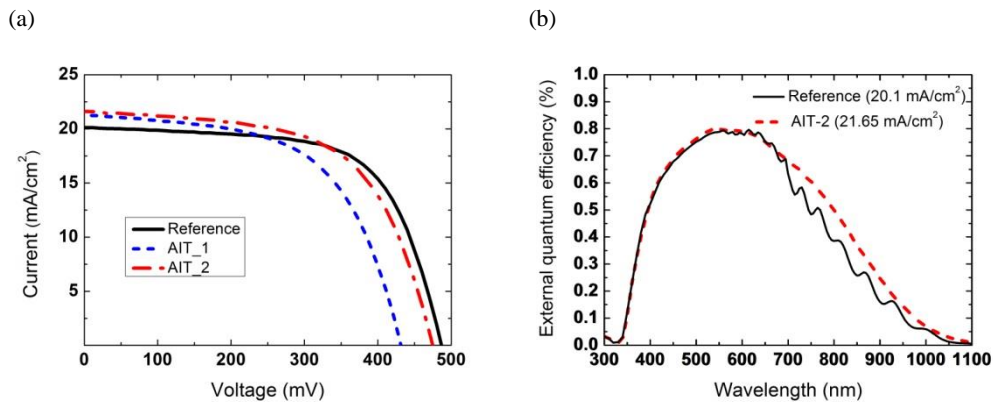 (a)
(b)
25
20
15
10
5
0
100
200
300
400
500
Current (mA/cm²)
Voltage (mV)
Reference
AIT_1
AIT_2
1.0
0.9
0.8
0.7
0.6
0.5
0.4
0.3
0.2
0.1
0.0
300 400 500 600 700 800 900 1000 1100
External quantum efficiency (%)
Wavelength (nm)
Reference (20.1 mA/cm²)
AIT-2 (21.65 mA/cm²)